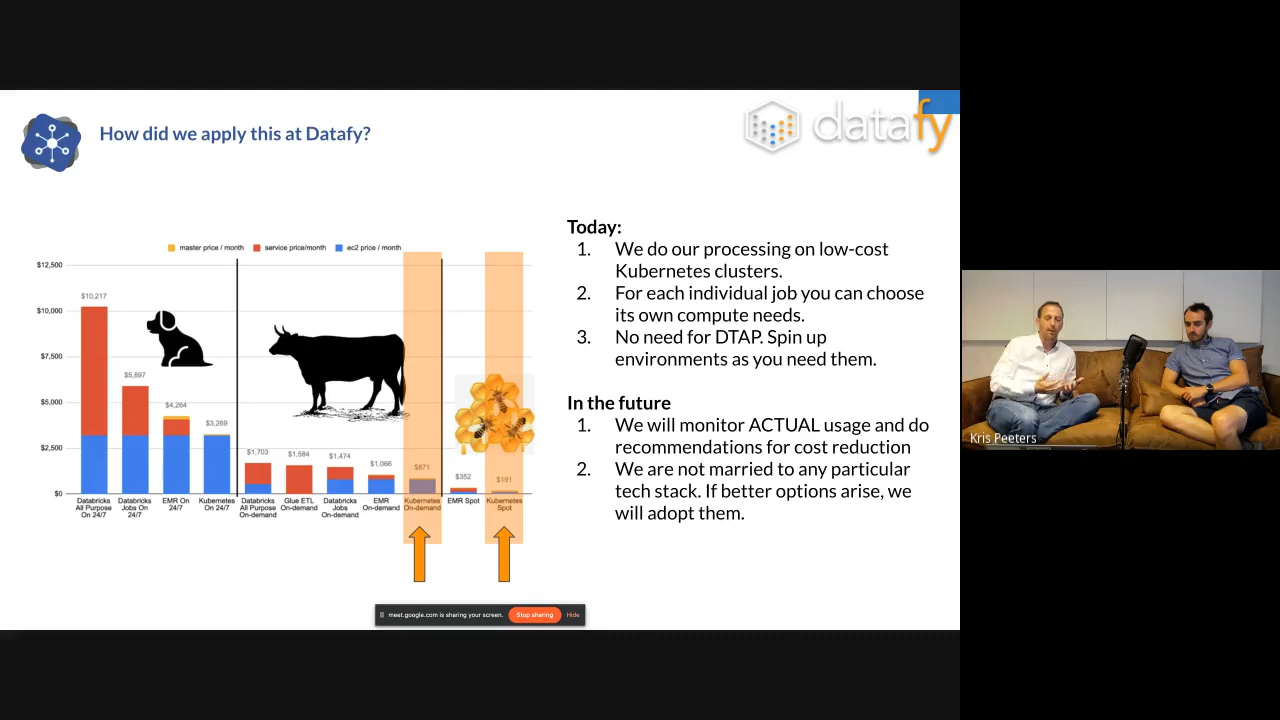 How did we apply this at Datafy?
datafy
master price / month
service price/month
ec2 price / month
$12,500
$10,000
$7,500
$5,000
$2,500
$0
$10,217
$5,897
$4,264
$3,269
$1,703
$1,584
$1,474
$1,066
$871
$352
$191
Databricks
All Purpose
On 24/7
Databricks
Jobs On
24/7
EMR On
24/7
Kubernetes
On 24/7
Databricks
All Purpose
On-demand
Glue ETL
On-demand
Databricks
Jobs
On-demand
EMR
On-demand
Kubernetes
On-demand
EMR Spot
Kubernetes
Spot
Today:
1. We do our processing on low-cost
Kubernetes clusters.
2. For each individual job you can choose
its own compute needs.
3. No need for DTAP. Spin up
environments as you need them.
In the future
1. We will monitor ACTUAL usage and do
recommendations for cost reduction
2. We are not married to any particular
tech stack. If better options arise, we
will adopt them.
meet.google.com is sharing your screen.
Stop sharing
Hide
Kris Peeters